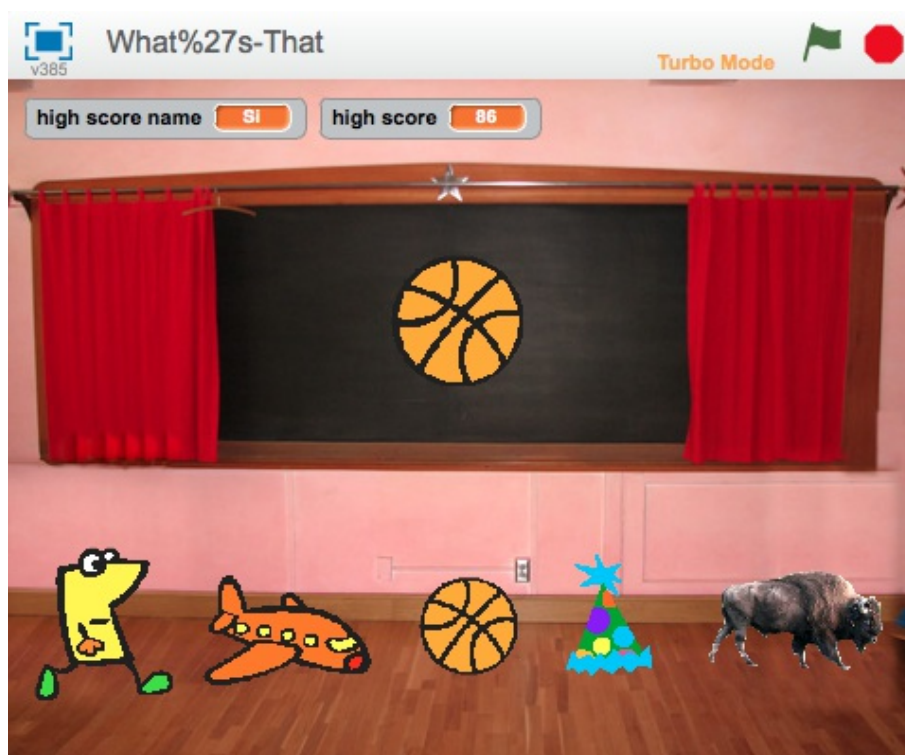 What%27s-That
v385
Turbo Mode
high score name Si
high score 86